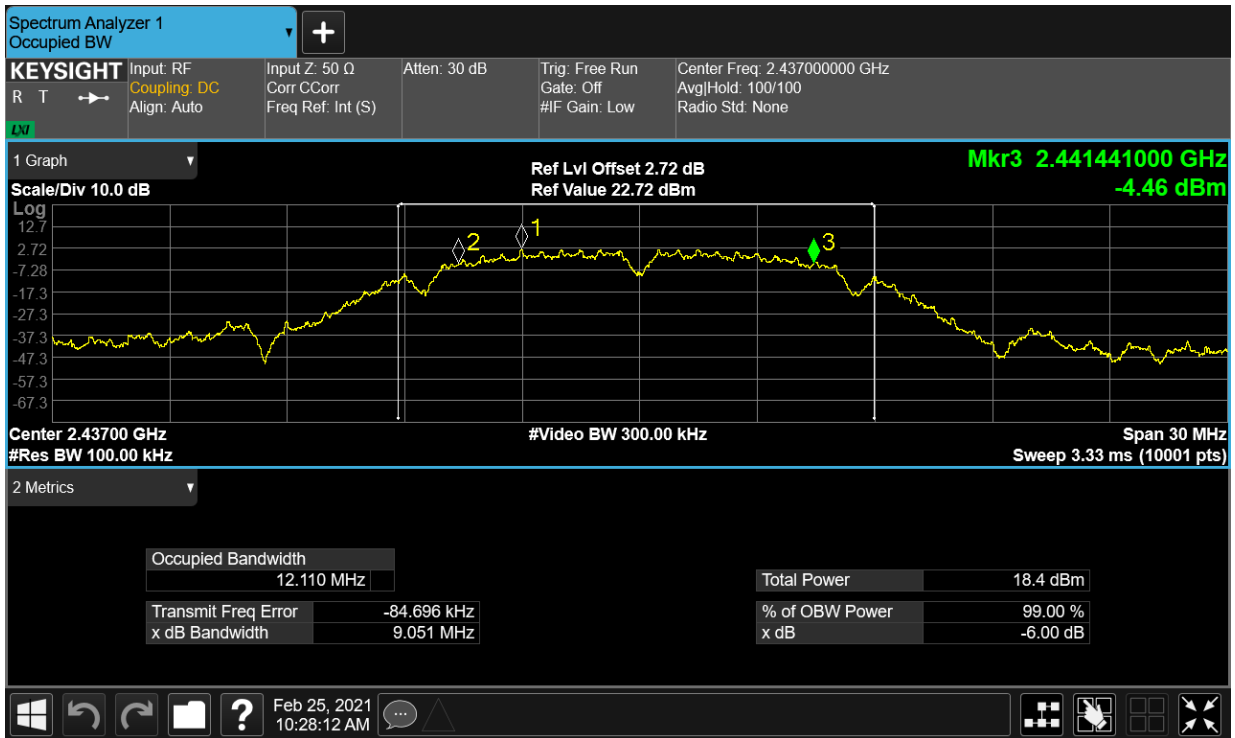 Spectrum Analyzer 1
Occupied BW
KEYSIGHT
R T
LXI
Input: RF
Coupling: DC
Align: Auto
Input Z: 50 Ω
Corr CCorr
Freq Ref: Int (S)
Atten: 30 dB
Trig: Free Run
Gate: Off
#IF Gain: Low
Center Freq: 2.437000000 GHz
Avg|Hold: 100/100
Radio Std: None
1 Graph
Scale/Div 10.0 dB
Ref Lvl Offset 2.72 dB
Ref Value 22.72 dBm
Mkr3 2.441441000 GHz
-4.46 dBm
Log
12.7
2.72
-7.28
-17.3
-27.3
-37.3
-47.3
-57.3
-67.3
2
1
3
Center 2.43700 GHz
#Video BW 300.00 kHz
Span 30 MHz
#Res BW 100.00 kHz
Sweep 3.33 ms (10001 pts)
2 Metrics
Occupied Bandwidth
12.110 MHz
Transmit Freq Error -84.696 kHz
x dB Bandwidth 9.051 MHz
Total Power 18.4 dBm
% of OBW Power 99.00 %
x dB -6.00 dB
?
Feb 25, 2021
10:28:12 AM